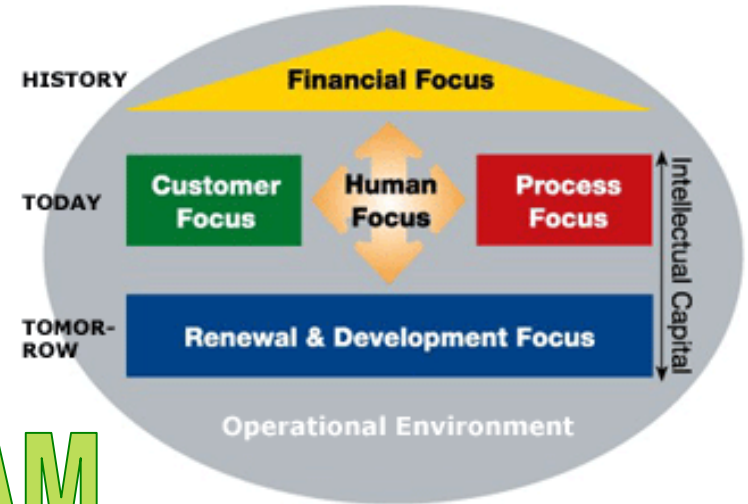 HISTORY
Financial Focus
TODAY
Customer
Focus
Human
Focus
Process
Focus
Intellectual Capital
TOMOR-
ROW
Renewal & Development Focus
Operational Environment
AM